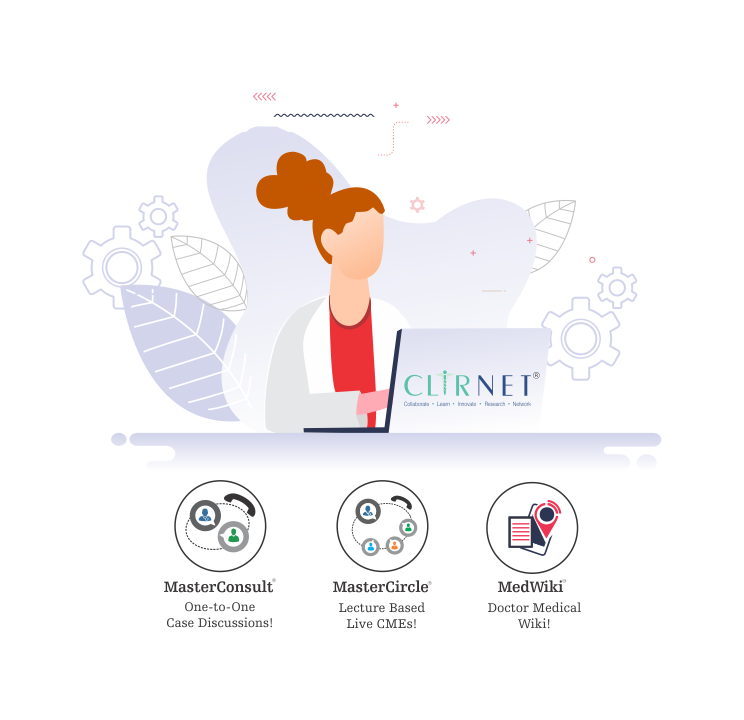 CLIRNET®
Collaborate • Learn • Innovate • Research • Network
MasterConsult®
One-to-One
Case Discussions!
MasterCircle®
Lecture Based
Live CMEs!
MedWiki®
Doctor Medical
Wiki!